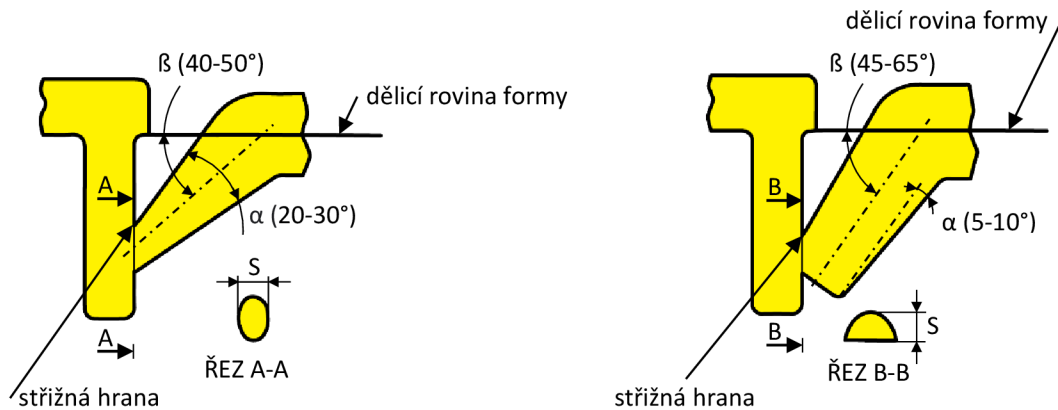 ß (40-50°)
dělicí rovina formy
A
α (20-30°)
S
A
ŘEZ A-A
střižná hrana
dělicí rovina formy
ß (45-65°)
B
α (5-10°)
S
B
ŘEZ B-B
střižná hrana